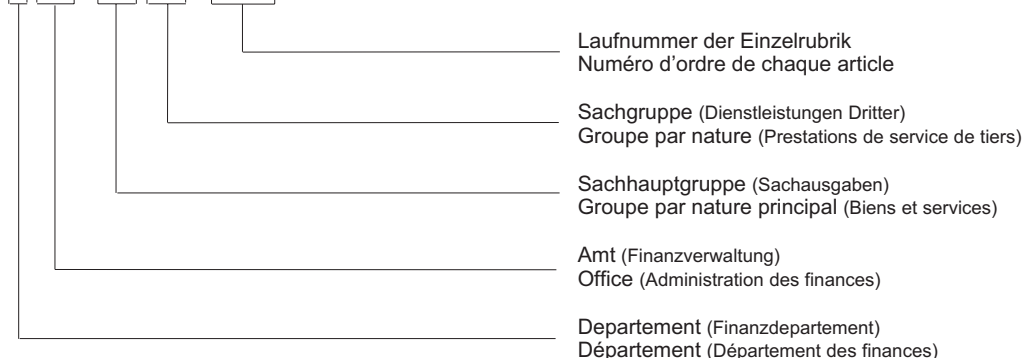 Laufnummer der Einzelrubrik
Numéro d’ordre de chaque article
Sachgruppe (Dienstleistungen Dritter)
Groupe par nature (Prestations de service de tiers)
Sachhauptgruppe (Sachausgaben)
Groupe par nature principal (Biens et services)
Amt (Finanzverwaltung)
Office (Administration des finances)
Departement (Finanzdepartement)
Département (Département des finances)